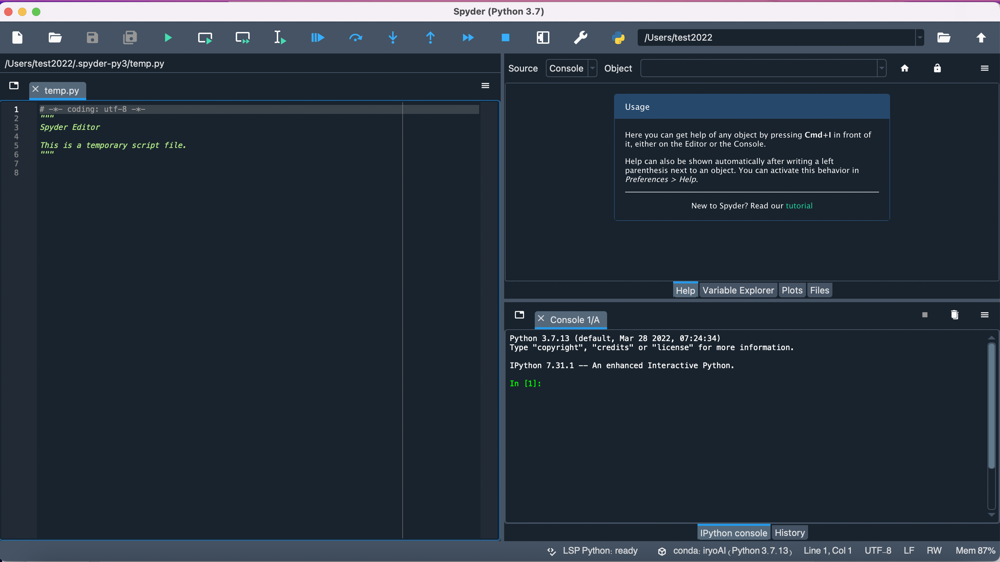 Spyder (Python 3.7)
/Users/test2022
/Users/test2022/.spyder-py3/temp.py
temp.py
1 # -*- coding: utf-8 -*-
2 """
3 Spyder Editor
4
5 This is a temporary script file.
6 """
7
8
Source Console Object
Usage
Here you can get help of any object by pressing Cmd+I in front of
it, either on the Editor or the Console.
Help can also be shown automatically after writing a left
parenthesis next to an object. You can activate this behavior in
Preferences > Help.
New to Spyder? Read our tutorial
Help Variable Explorer Plots Files
Console 1/A
Python 3.7.13 (default, Mar 28 2022, 07:24:34)
Type "copyright", "credits" or "license" for more information.
IPython 7.31.1 -- An enhanced Interactive Python.
In [1]:
IPython console History
LSP Python: ready conda: iryoAI (Python 3.7.13) Line 1, Col 1 UTF-8 LF RW Mem 87%